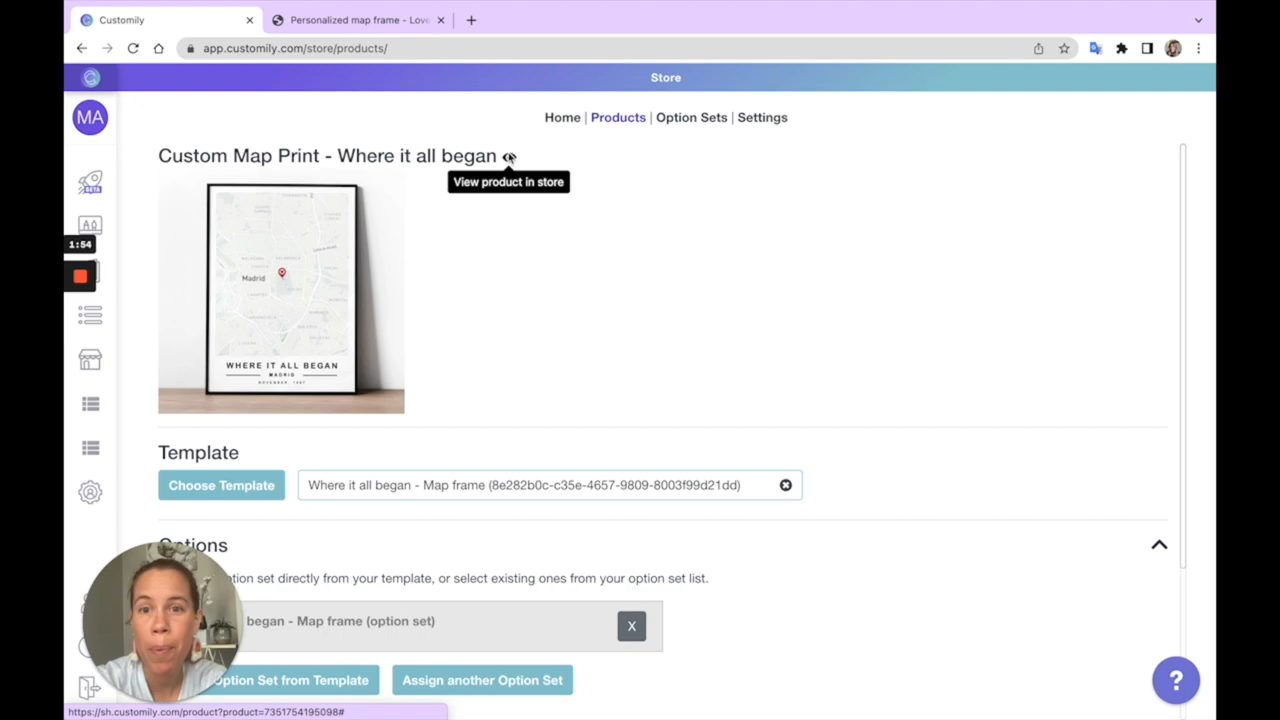 Customily
Personalized map frame - Love
app.customily.com/store/products/
Store
MA
Home | Products | Option Sets | Settings
Custom Map Print - Where it all began
View product in store
BETA
1:54
Madrid
WHERE IT ALL BEGAN
MADRID
Template
Choose Template
Where it all began - Map frame (8e282b0c-c35e-4657-9809-8003f99d21dd)
Options
ption set directly from your template, or select existing ones from your option set list.
began - Map frame (option set)
X
Option Set from Template
Assign another Option Set
?
https://sh.customily.com/product?product=7351754195098#